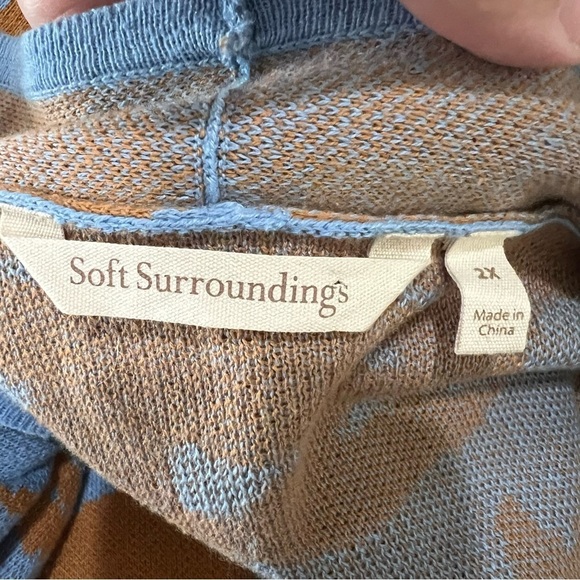 Soft Surroundings
2X
Made in
China